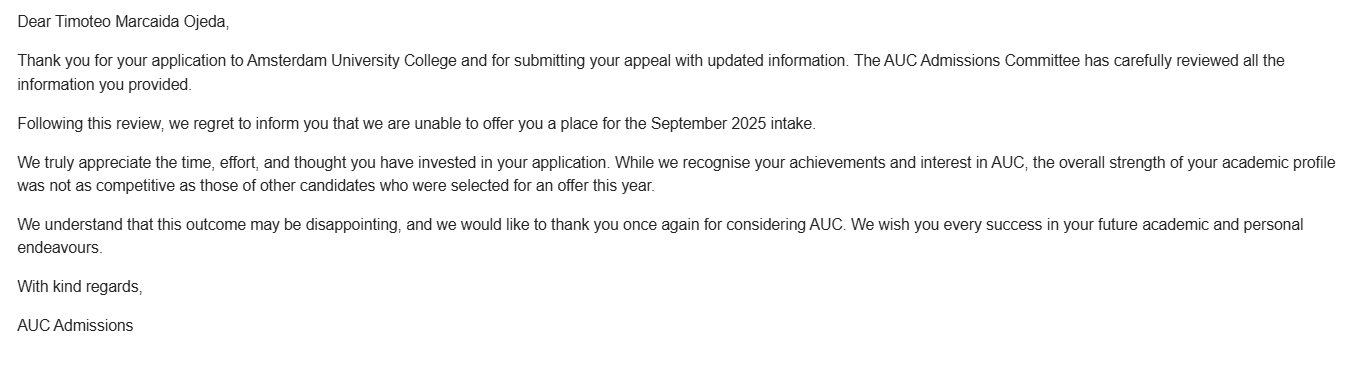 Dear Timoteo Marcaida Ojeda,
Thank you for your application to Amsterdam University College and for submitting your appeal with updated information. The AUC Admissions Committee has carefully reviewed all the
information you provided.
Following this review, we regret to inform you that we are unable to offer you a place for the September 2025 intake.
We truly appreciate the time, effort, and thought you have invested in your application. While we recognise your achievements and interest in AUC, the overall strength of your academic profile
was not as competitive as those of other candidates who were selected for an offer this year.
We understand that this outcome may be disappointing, and we would like to thank you once again for considering AUC. We wish you every success in your future academic and personal
endeavours.
With kind regards,
AUC Admissions